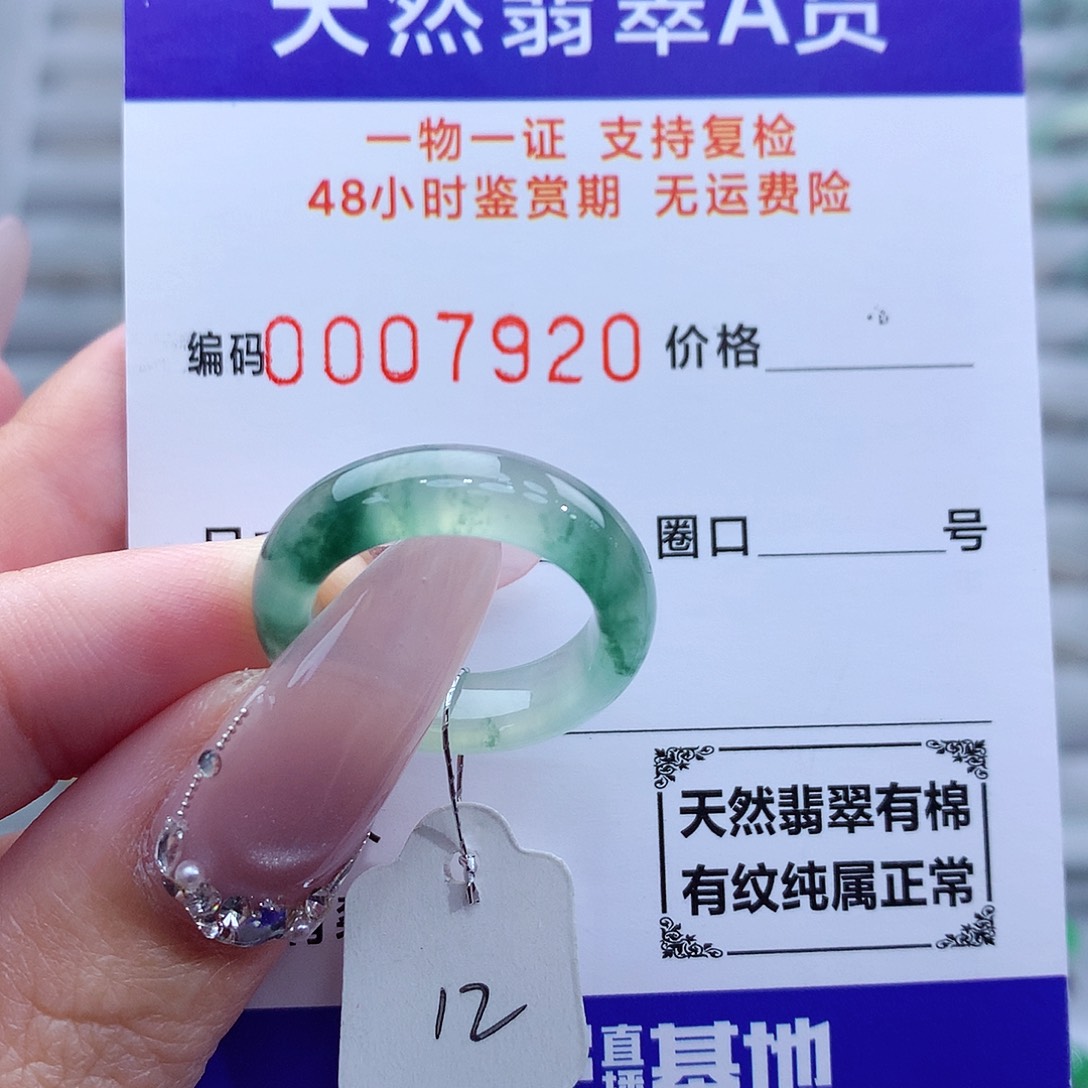 天然翡翠A货
一物一证 支持复检
48小时鉴赏期 无运费险
编码0007920 价格
圈口 号
天然翡翠有棉
有纹纯属正常
12
直播基地